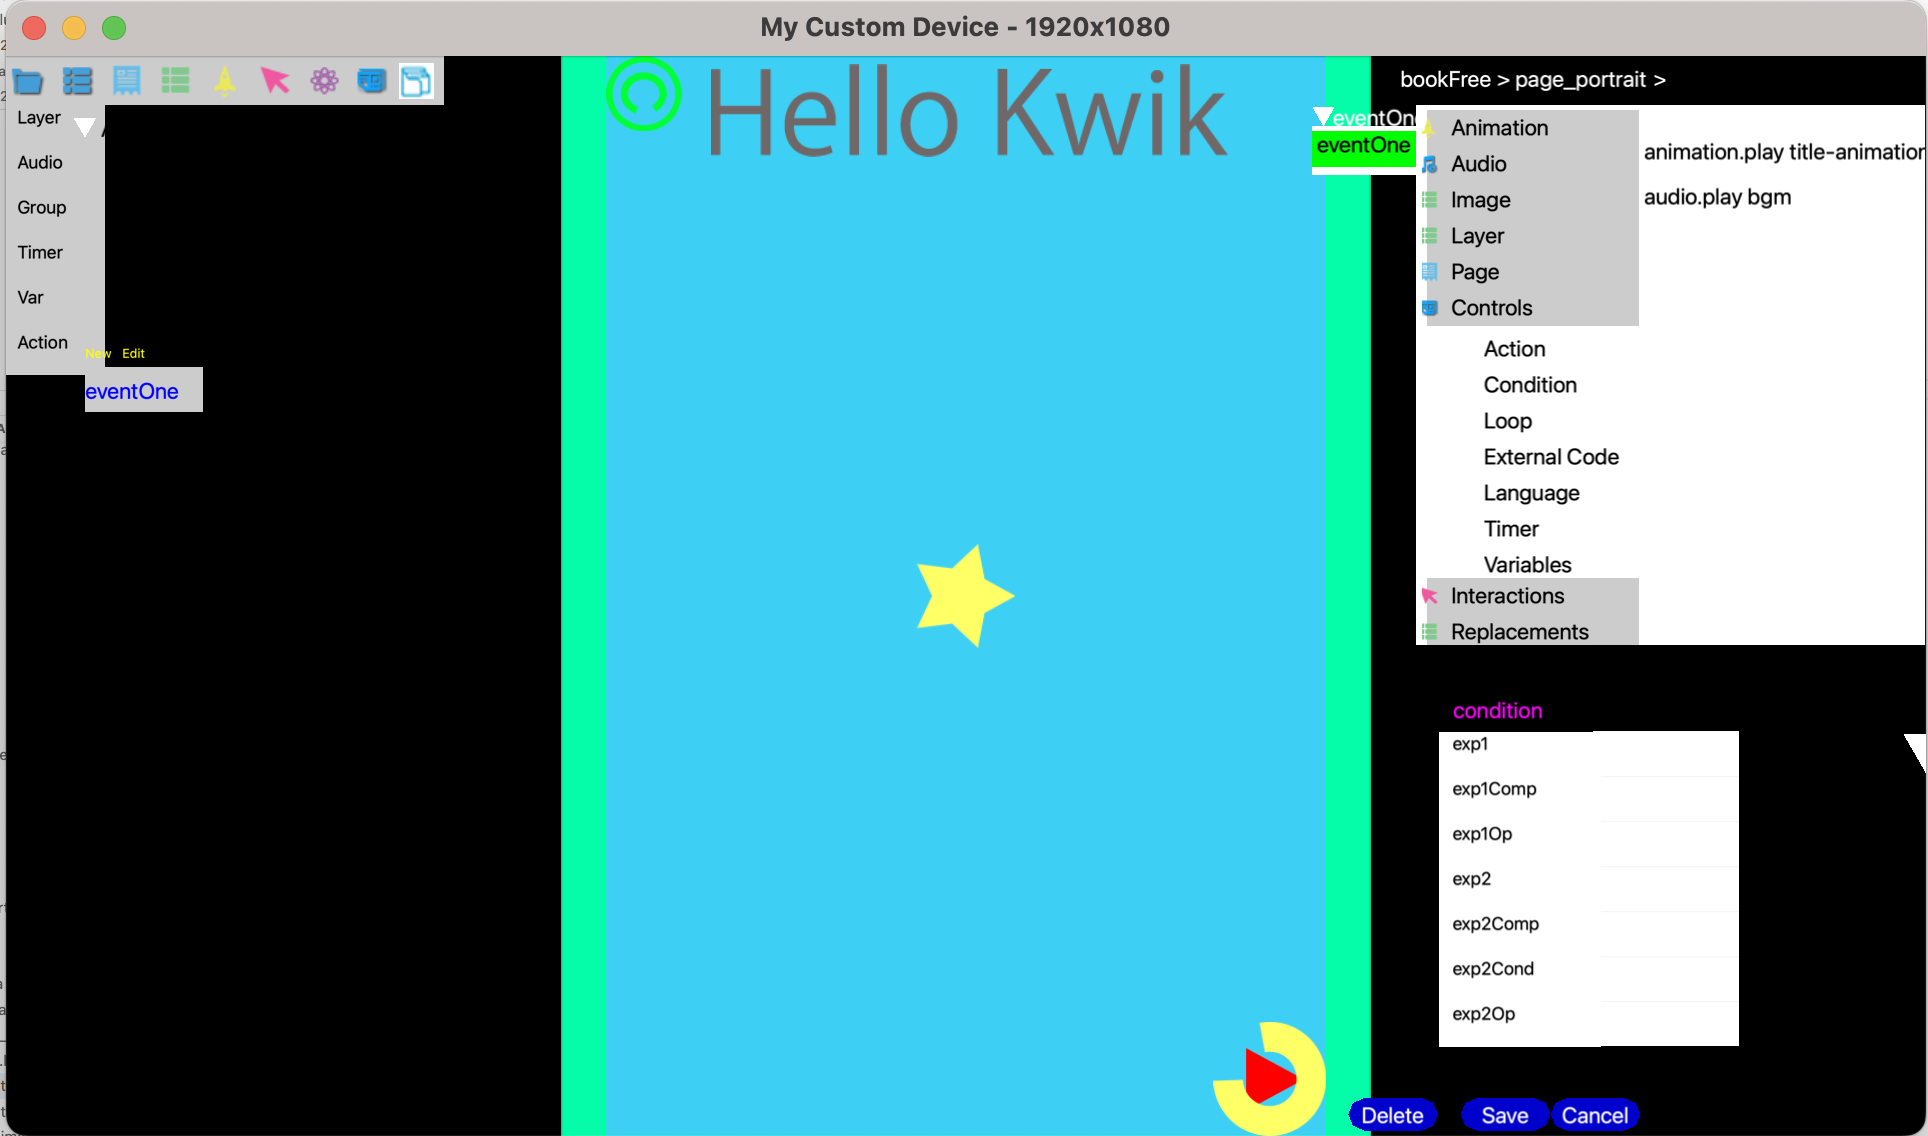 My Custom Device - 1920x1080
bookFree > page_portrait >
Layer
Audio
Group
Timer
Var
Action
New Edit
eventOne
Hello Kwik
eventOne
Animation
Audio
Image
Layer
Page
Controls
Action
Condition
Loop
External Code
Language
Timer
Variables
Interactions
Replacements
animation.play title-animation
audio.play bgm
condition
exp1
exp1Comp
exp1Op
exp2
exp2Comp
exp2Cond
exp2Op
Delete
Save
Cancel